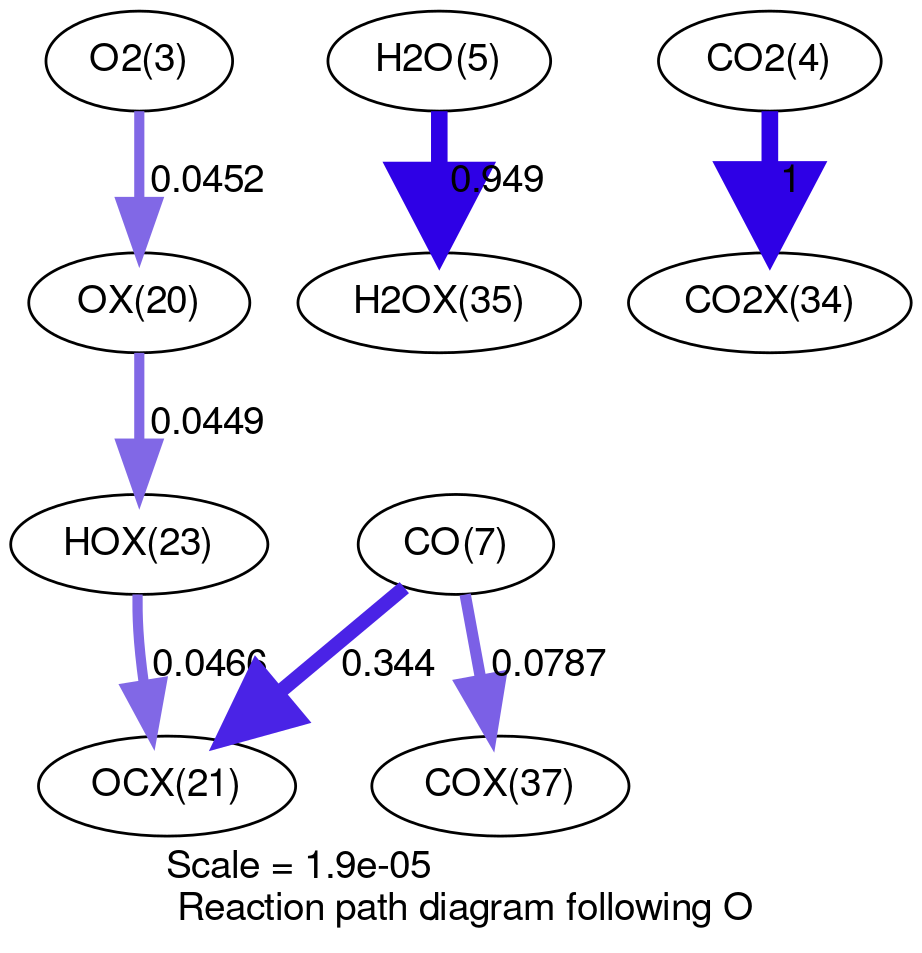 O2(3)
H2O(5)
CO2(4)
0.0452
0.949
1
OX(20)
H2OX(35)
CO2X(34)
0.0449
HOX(23)
CO(7)
0.0466
0.344
0.0787
OCX(21)
COX(37)
Scale = 1.9e-05
Reaction path diagram following O